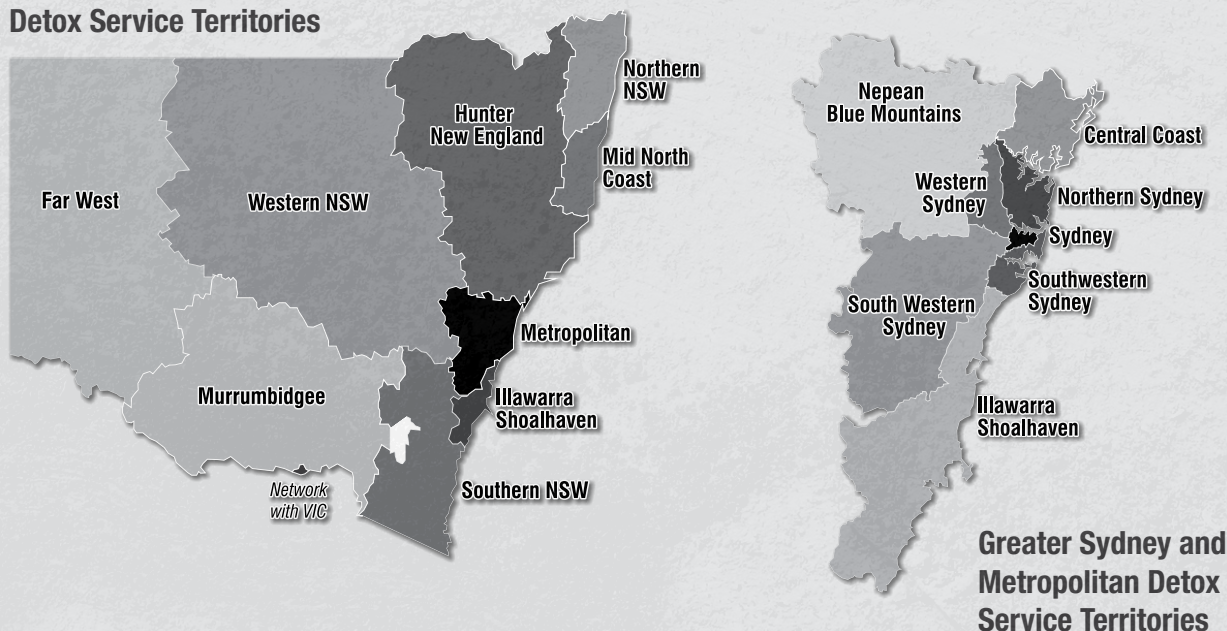 Detox Service Territories
Far West
Western NSW
Hunter
New England
Northern
NSW
Mid North
Coast
Metropolitan
Murrumbidgee
Illawarra
Shoalhaven
Network
with VIC
Southern NSW
Nepean
Blue Mountains
Central Coast
Western
Sydney
Northern Sydney
Sydney
Southwestern
Sydney
South Western
Sydney
Illawarra
Shoalhaven
Greater Sydney and
Metropolitan Detox
Service Territories